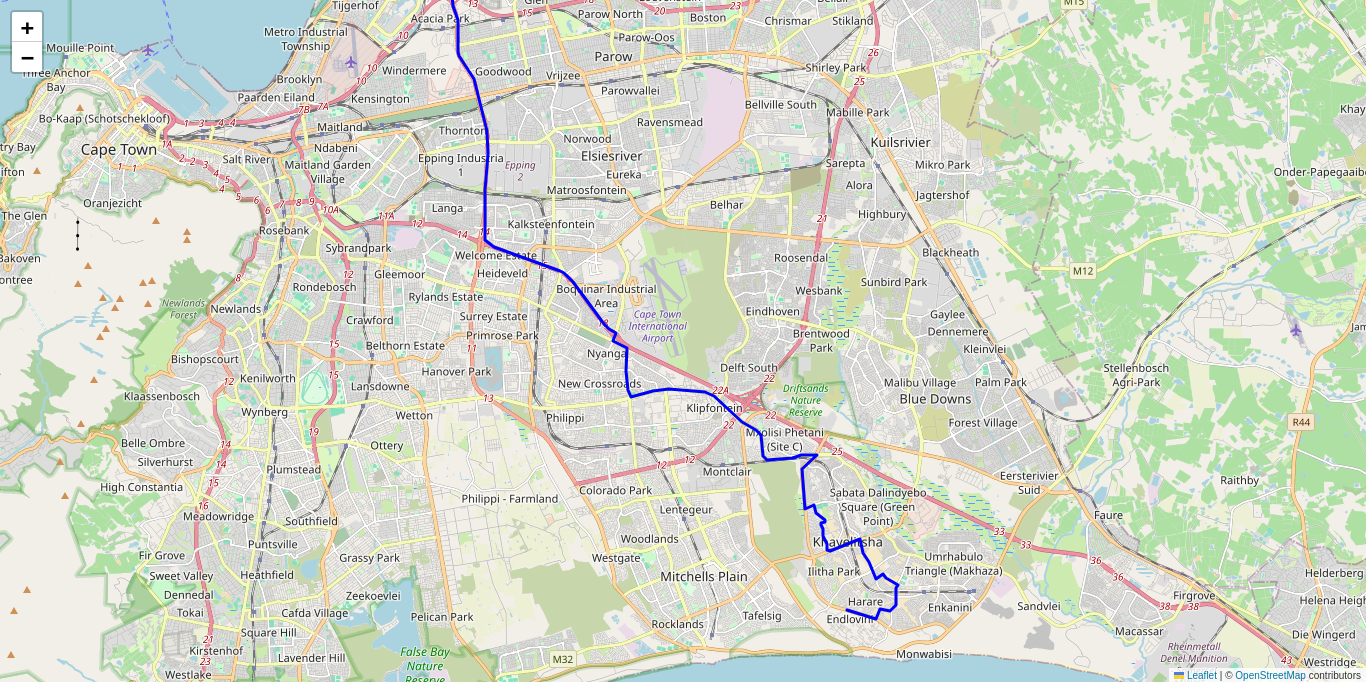 Tijgerhof
Acacia Park
Glen
Parow North
Boston
Chrismar
Stikland
M15
+
−
Metro Industrial
Township
Mouille Point
Parow-Oos
Parow
Windermere
Goodwood
Vrijzee
Shirley Park
Three Anchor
Bay
Brooklyn
Paarden Eiland
Kensington
Parowvallei
Bellville South
Mabille Park
Bo-Kaap (Schotschekloof)
Maitland
Thornton
Ravensmead
Norwood
Kuilsrivier
Cape Town
Ndabeni
Salt River
Maitland Garden
Village
Epping Industria
1
Epping
2
Elsiesriver
Eureka
Sarepta
Mikro Park
Onder-Papegaaiberg
Matroosfontein
Alora
Jagtershof
Oranjezicht
The Glen
Langa
Kalksteenfontein
Belhar
Highbury
Rosebank
Sybrandpark
Welcome Estate
Roosendal
Blackheath
Bakoven
Gleemoor
Heideveld
M12
Rondebosch
Rylands Estate
Boquinar Industrial
Area
Wesbank
Sunbird Park
Newlands
Forest
Newlands
Crawford
Surrey Estate
Cape Town
International
Airport
Eindhoven
Gaylee
Dennemere
Primrose Park
Brentwood
Park
Belthorn Estate
Nyanga
Kleinvlei
Bishopscourt
Hanover Park
Delft South
Stellenbosch
Agri-Park
Kenilworth
Lansdowne
New Crossroads
Malibu Village
Palm Park
Klaassenbosch
Driftsands
Nature
Reserve
Blue Downs
Wynberg
Wetton
Philippi
Klipfontein
Forest Village
R44
Belle Ombre
Ottery
Mxolisi Phetani
(Site C)
Silverhurst
Plumstead
Montclair
Eersterivier
Suid
High Constantia
Colorado Park
Raithby
Philippi - Farmland
Sabata Dalindyebo
Square (Green
Point)
Meadowridge
Southfield
Lentegeur
Faure
Puntsville
Woodlands
Khayelitsha
Fir Grove
Grassy Park
Westgate
Umrhabulo
Triangle (Makhaza)
Sweet Valley
Heathfield
Mitchells Plain
Ilitha Park
Helderberg
Dennedal
Zeekoevlei
Firgrove
Tokai
Cafda Village
Pelican Park
Tafelsig
Harare
Enkanini
Sandvlei
Helena Heights
Rocklands
Endlovini
Macassar
Square Hill
Die Wingerd
Kirstenhof
Lavender Hill
False Bay
Nature
Reserve
M32
Monwabisi
Rheinmetall
Denel Munition
Westridge
Westlake
Leaflet | © OpenStreetMap contributors